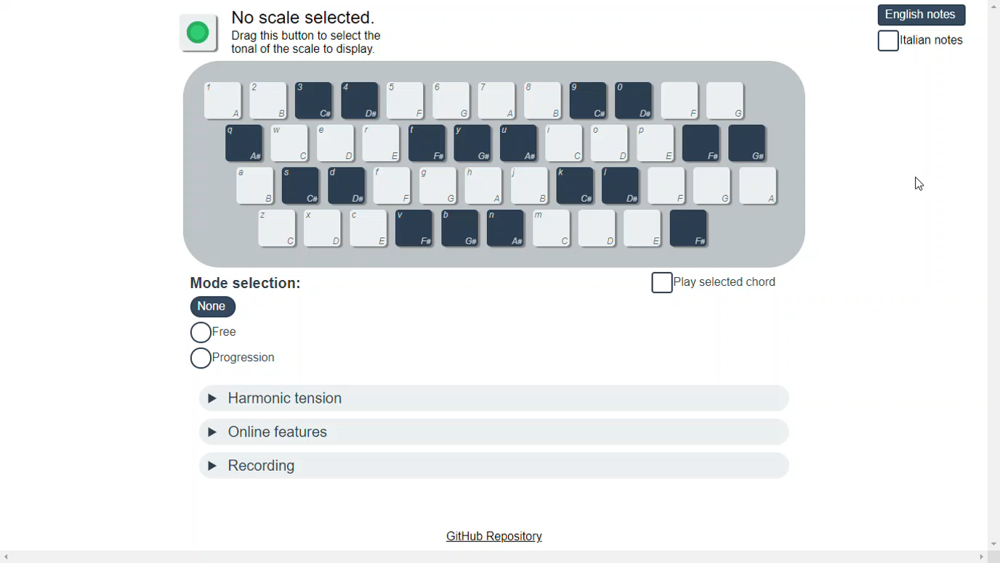 No scale selected.
Drag this button to select the
tonal of the scale to display.
English notes
Italian notes
1 A 2 B 3 C# 4 D# 5 F 6 G 7 A 8 B 9 C# 0 D# F G
q A# w C e D r E t F# y G# u A# i C o D p E F# G#
a B s C# d D# f F g G h A j B k C# l D# F G A
z C x D c E v F# b G# n A# m C D E F#
Mode selection:
Play selected chord
None
Free
Progression
Harmonic tension
Online features
Recording
GitHub Repository